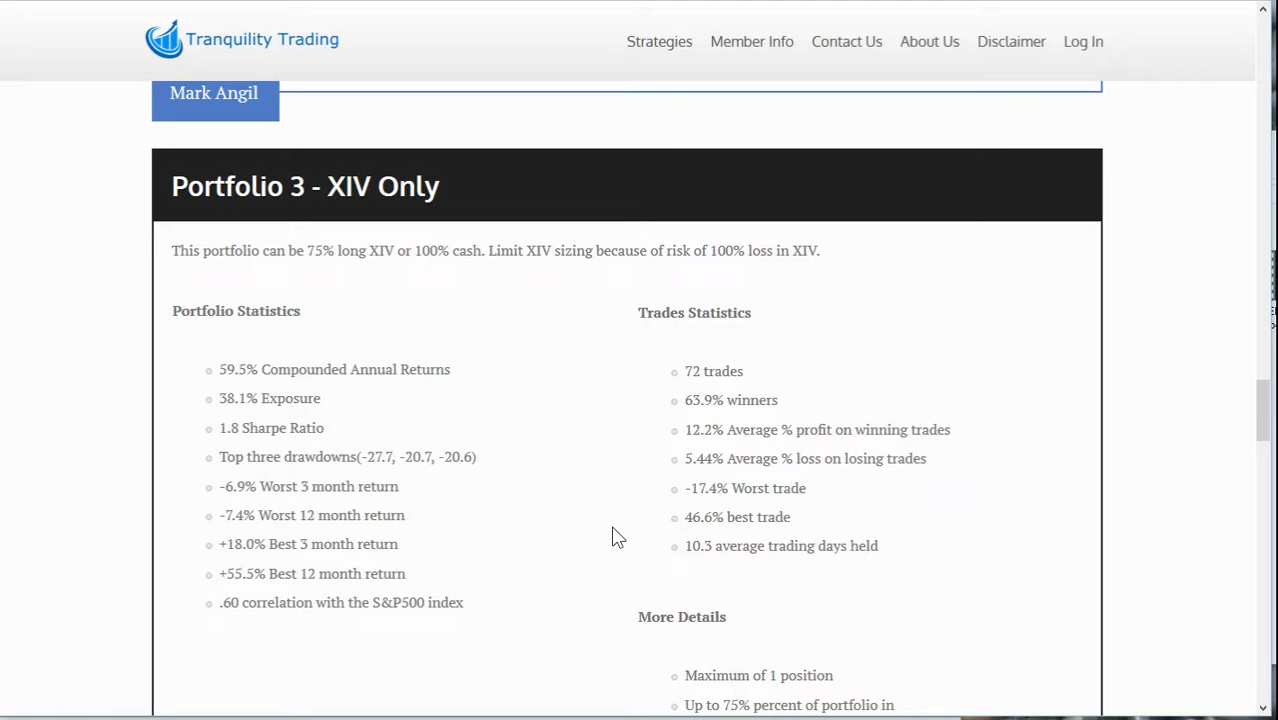 Tranquility Trading
Strategies Member Info Contact Us About Us Disclaimer Log In
Mark Angil
Portfolio 3 - XIV Only
This portfolio can be 75% long XIV or 100% cash. Limit XIV sizing because of risk of 100% loss in XIV.
Portfolio Statistics
59.5% Compounded Annual Returns
38.1% Exposure
1.8 Sharpe Ratio
Top three drawdowns(-27.7, -20.7, -20.6)
-6.9% Worst 3 month return
-7.4% Worst 12 month return
+18.0% Best 3 month return
+55.5% Best 12 month return
.60 correlation with the S&P500 index
Trades Statistics
72 trades
63.9% winners
12.2% Average % profit on winning trades
5.44% Average % loss on losing trades
-17.4% Worst trade
46.6% best trade
10.3 average trading days held
More Details
Maximum of 1 position
Up to 75% percent of portfolio in